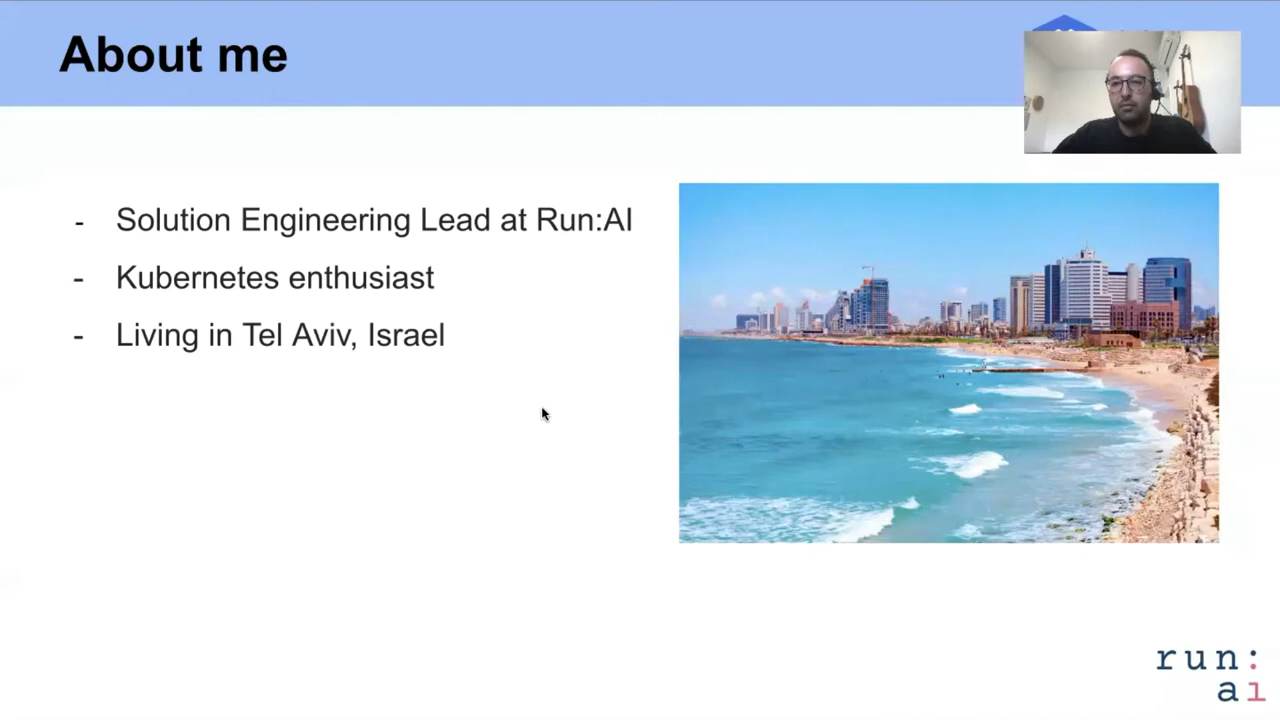 About me
- Solution Engineering Lead at Run:AI
- Kubernetes enthusiast
- Living in Tel Aviv, Israel
run:
ai